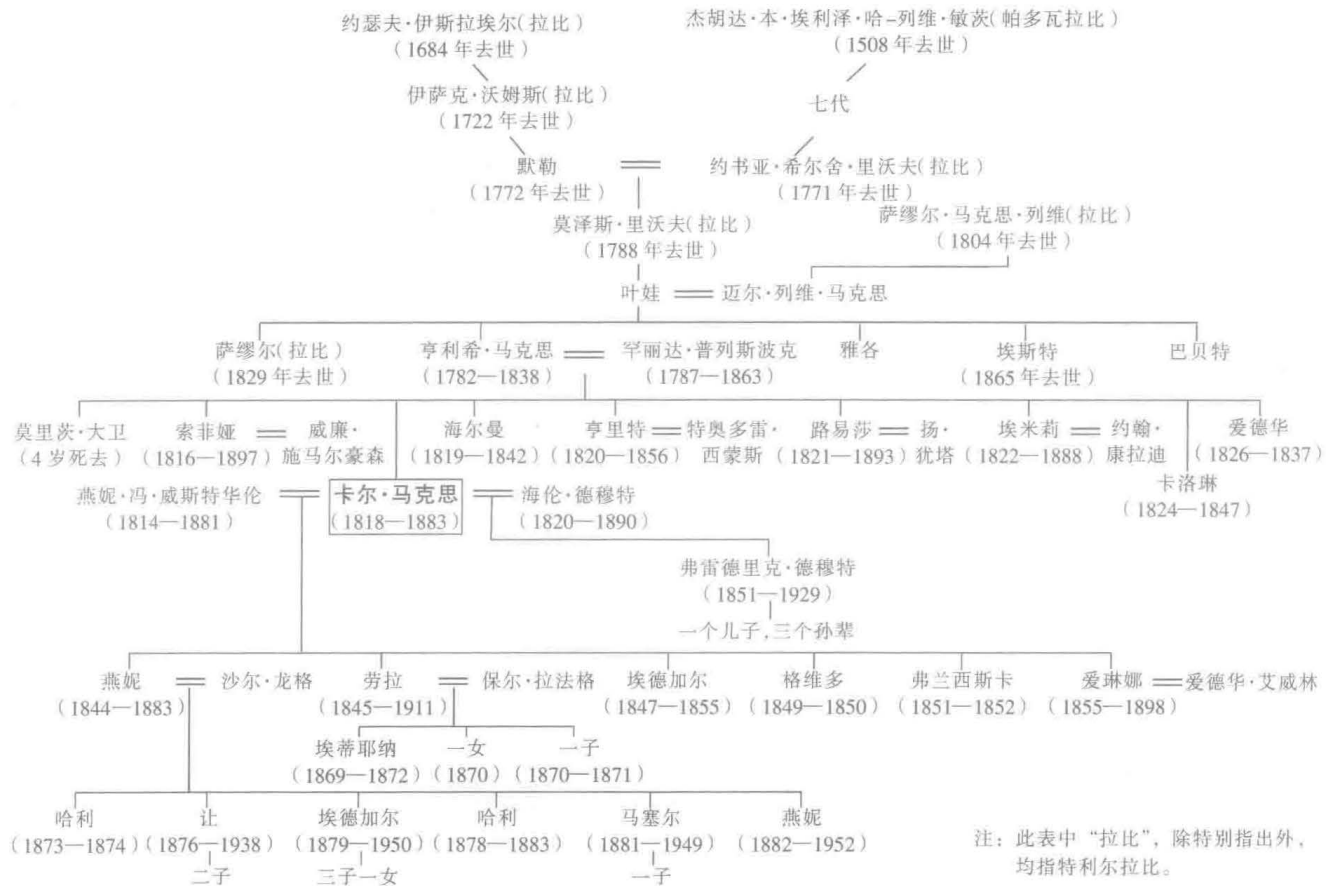 约瑟夫·伊斯拉埃尔(拉比)
(1684年去世)
杰胡达·本·埃利泽·哈-列维·敏茨(帕多瓦拉比)
(1508年去世)
伊萨克·沃姆斯(拉比)
(1722年去世)
七代
默勒
(1772年去世)
约书亚·希尔舍·里沃夫(拉比)
(1771年去世)
莫泽斯·里沃夫(拉比)
(1788年去世)
萨缪尔·马克思·列维(拉比)
(1804年去世)
叶娃
迈尔·列维·马克思
萨缪尔(拉比)
(1829年去世)
亨利希·马克思
(1782—1838)
罕丽达·普列斯波克
(1787—1863)
雅各
埃斯特
(1865年去世)
巴贝特
莫里茨·大卫
(4岁死去)
索菲娅
(1816—1897)
威廉·
施马尔豪森
海尔曼
(1819—1842)
亨里特
(1820—1856)
特奥多雷·
西蒙斯
路易莎
(1821—1893)
扬·
犹塔
埃米莉
(1822—1888)
约翰·
康拉迪
爱德华
(1826—1837)
卡洛琳
(1824—1847)
燕妮·冯·威斯特华伦
(1814—1881)
卡尔·马克思
(1818—1883)
海伦·德穆特
(1820—1890)
弗雷德里克·德穆特
(1851—1929)
一个儿子,三个孙辈
燕妮
(1844—1883)
沙尔·龙格
劳拉
(1845—1911)
保尔·拉法格
埃德加尔
(1847—1855)
格维多
(1849—1850)
弗兰西斯卡
(1851—1852)
爱琳娜
(1855—1898)
爱德华·艾威林
埃蒂耶纳
(1869—1872)
一女
(1870)
一子
(1870—1871)
哈利
(1873—1874)
让
(1876—1938)
二子
埃德加尔
(1879—1950)
三子一女
哈利
(1878—1883)
马塞尔
(1881—1949)
一子
燕妮
(1882—1952)
注：此表中“拉比”，除特别指出外，
均指特利尔拉比。